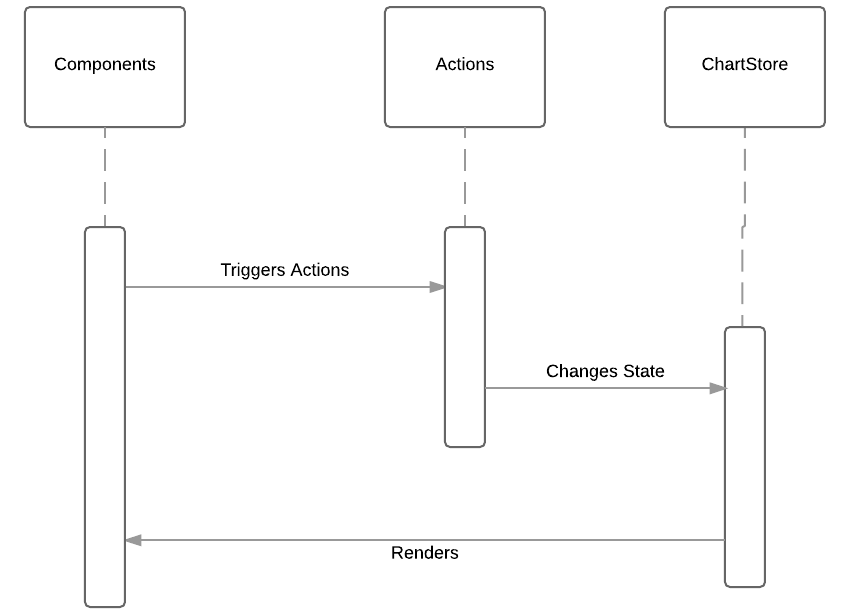 Components
Actions
ChartStore
Triggers Actions
Changes State
Renders